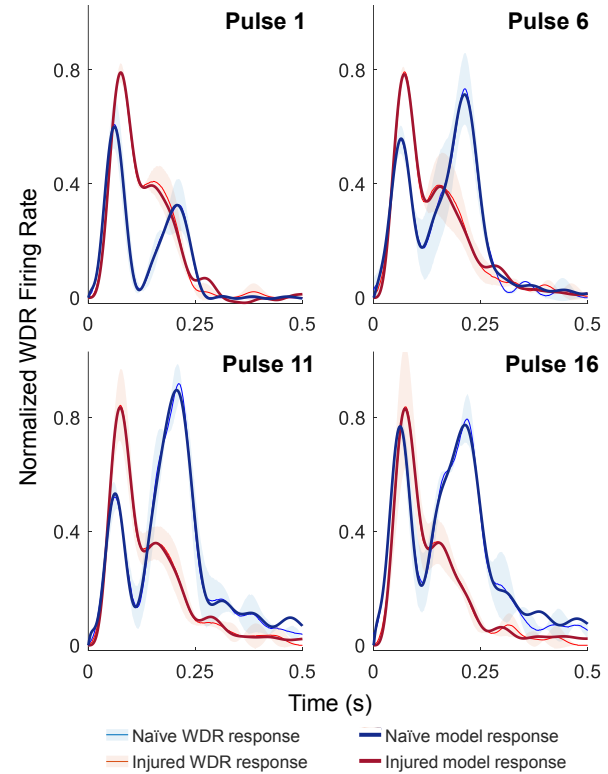 Pulse 1
Pulse 6
0.8
0.8
0.4
0.4
0
0
0
0.25
0.5
0
0.25
0.5
Normalized WDR Firing Rate
Pulse 11
Pulse 16
0.8
0.8
0.4
0.4
0
0
0
0.25
0.5
0
0.25
0.5
Time (s)
Naïve WDR response
Naïve model response
Injured WDR response
Injured model response